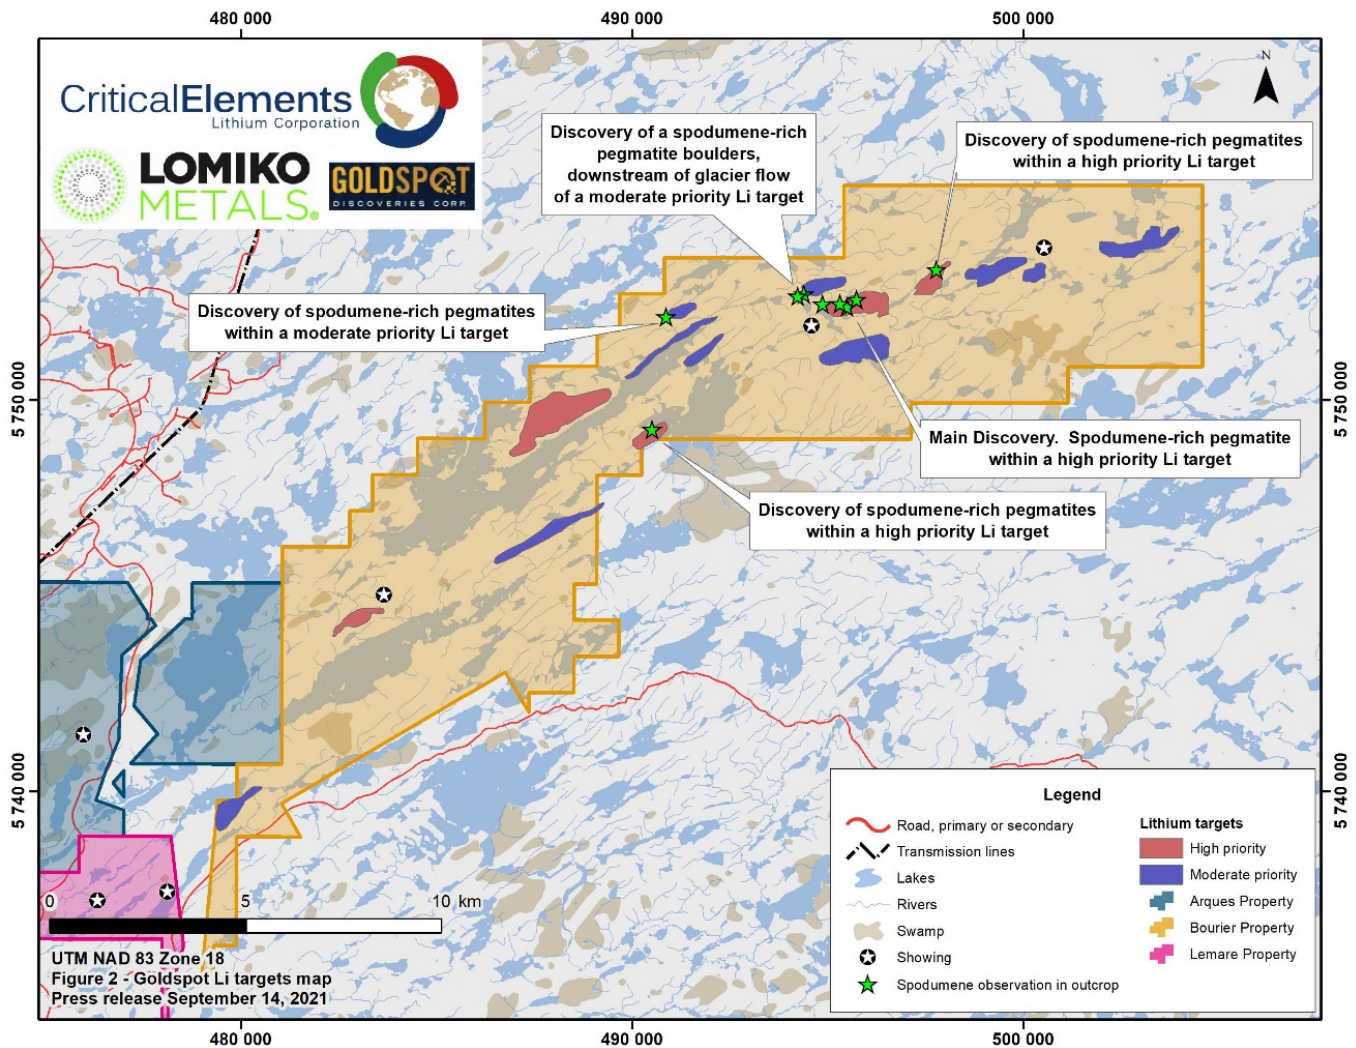 480 000
490 000
500 000
CriticalElements
Lithium Corporation
LOMIKO
METALS®
GOLDSPOT
DISCOVERIES CORP.
N
Discovery of a spodumene-rich
pegmatite boulders,
downstream of glacier flow
of a moderate priority Li target
Discovery of spodumene-rich pegmatites
within a high priority Li target
Discovery of spodumene-rich pegmatites
within a moderate priority Li target
5 750 000
5 750 000
Main Discovery. Spodumene-rich pegmatite
within a high priority Li target
Discovery of spodumene-rich pegmatites
within a high priority Li target
5 740 000
5 740 000
Legend
Road, primary or secondary
Transmission lines
Lakes
Rivers
Swamp
Showing
Spodumene observation in outcrop
Lithium targets
High priority
Moderate priority
Arques Property
Bourier Property
Lemare Property
0 5 10 km
UTM NAD 83 Zone 18
Figure 2 - Goldspot Li targets map
Press release September 14, 2021
480 000
490 000
500 000